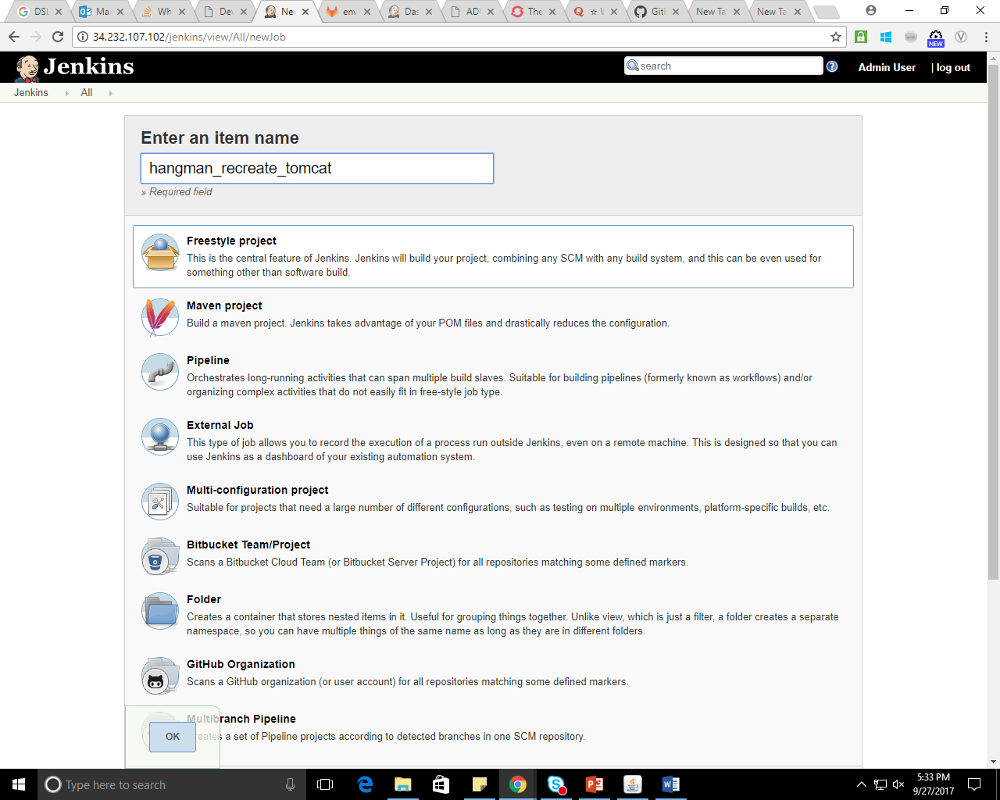 DSL
Mai
Wh
Dev
New
env
Das
The
W
New Ta
New Ta
34.232.107.102/jenkins/view/All/newJob
NEW
Jenkins
search
Admin User
| log out
Jenkins
All
Enter an item name
hangman_recreate_tomcat
» Required field
Freestyle project
This is the central feature of Jenkins. Jenkins will build your project, combining any SCM with any build system, and this can be even used for
something other than software build.
Maven project
Build a maven project. Jenkins takes advantage of your POM files and drastically reduces the configuration.
Pipeline
Orchestrates long-running activities that can span multiple build slaves. Suitable for building pipelines (formerly known as workflows) and/or
organizing complex activities that do not easily fit in free-style job type.
External Job
This type of job allows you to record the execution of a process run outside Jenkins, even on a remote machine. This is designed so that you can
use Jenkins as a dashboard of your existing automation system.
Multi-configuration project
Suitable for projects that need a large number of different configurations, such as testing on multiple environments, platform-specific builds, etc.
Bitbucket Team/Project
Scans a Bitbucket Cloud Team (or Bitbucket Server Project) for all repositories matching some defined markers.
Folder
Creates a container that stores nested items in it. Useful for grouping things together. Unlike view, which is just a filter, a folder creates a separate
namespace, so you can have multiple things of the same name as long as they are in different folders.
GitHub Organization
Scans a GitHub organization (or user account) for all repositories matching some defined markers.
Multibranch Pipeline
Creates a set of Pipeline projects according to detected branches in one SCM repository.
OK
Type here to search
5:33 PM
9/27/2017